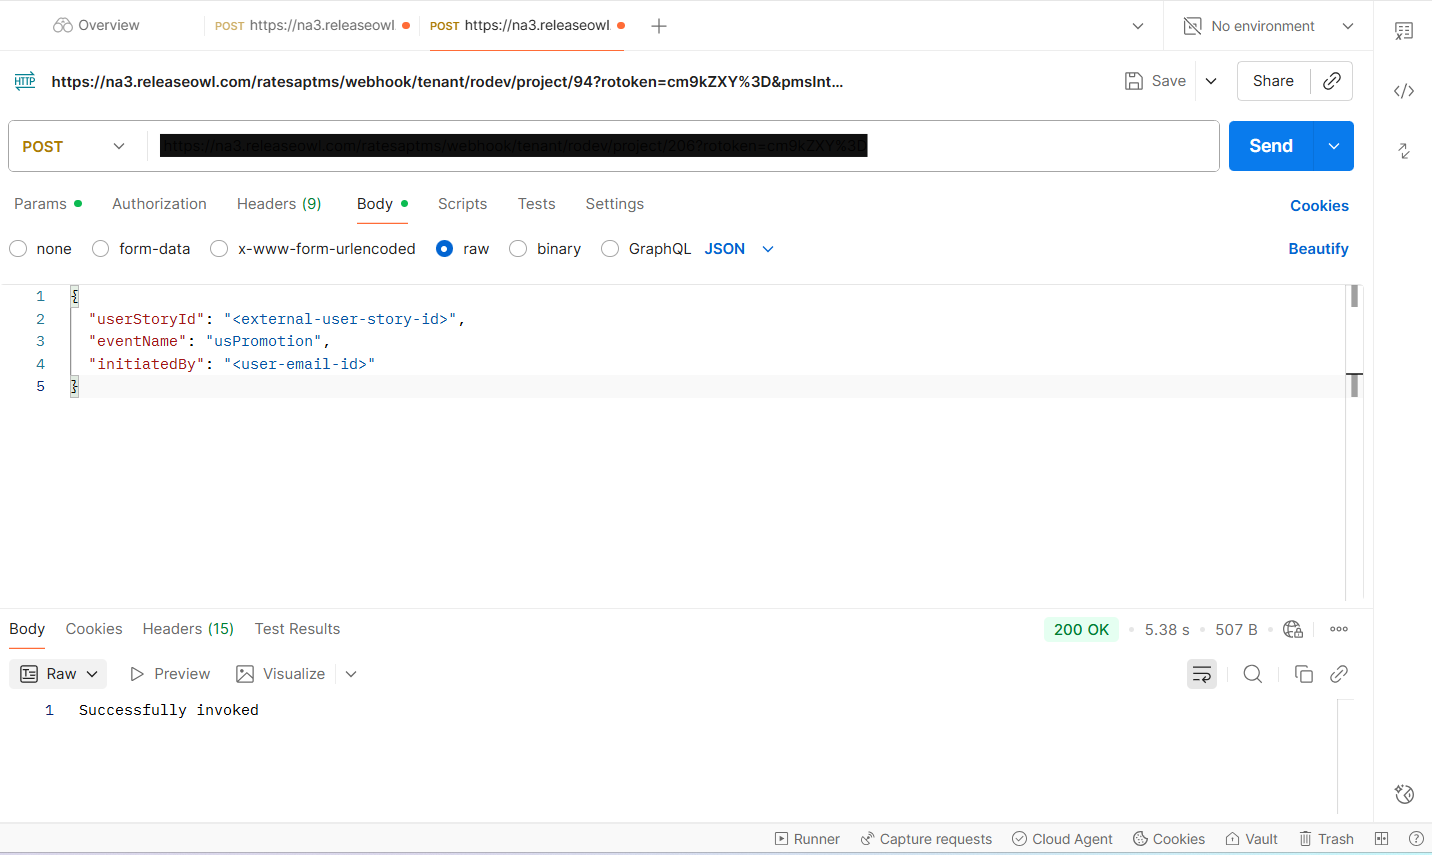 Overview
POST https://na3.releaseowl.
POST https://na3.releaseowl.
No environment
HTTP
https://na3.releaseowl.com/ratesaptms/webhook/tenant/rodev/project/94?rotoken=cm9kZXY%3D&pmsInt...
Save
Share
POST
https://na3.releaseowl.com/ratesaptms/webhook/tenant/rodev/project/206?rotoken=cm9kZXY%3D
Send
Params
Authorization
Headers (9)
Body
Scripts
Tests
Settings
Cookies
none
form-data
x-www-form-urlencoded
raw
binary
GraphQL
JSON
Beautify
1 {
2 "userStoryId": "<external-user-story-id>",
3 "eventName": "usPromotion",
4 "initiatedBy": "<user-email-id>"
5 }
Body
Cookies
Headers (15)
Test Results
200 OK
5.38 s
507 B
Raw
Preview
Visualize
1 Successfully invoked
Runner
Capture requests
Cloud Agent
Cookies
Vault
Trash